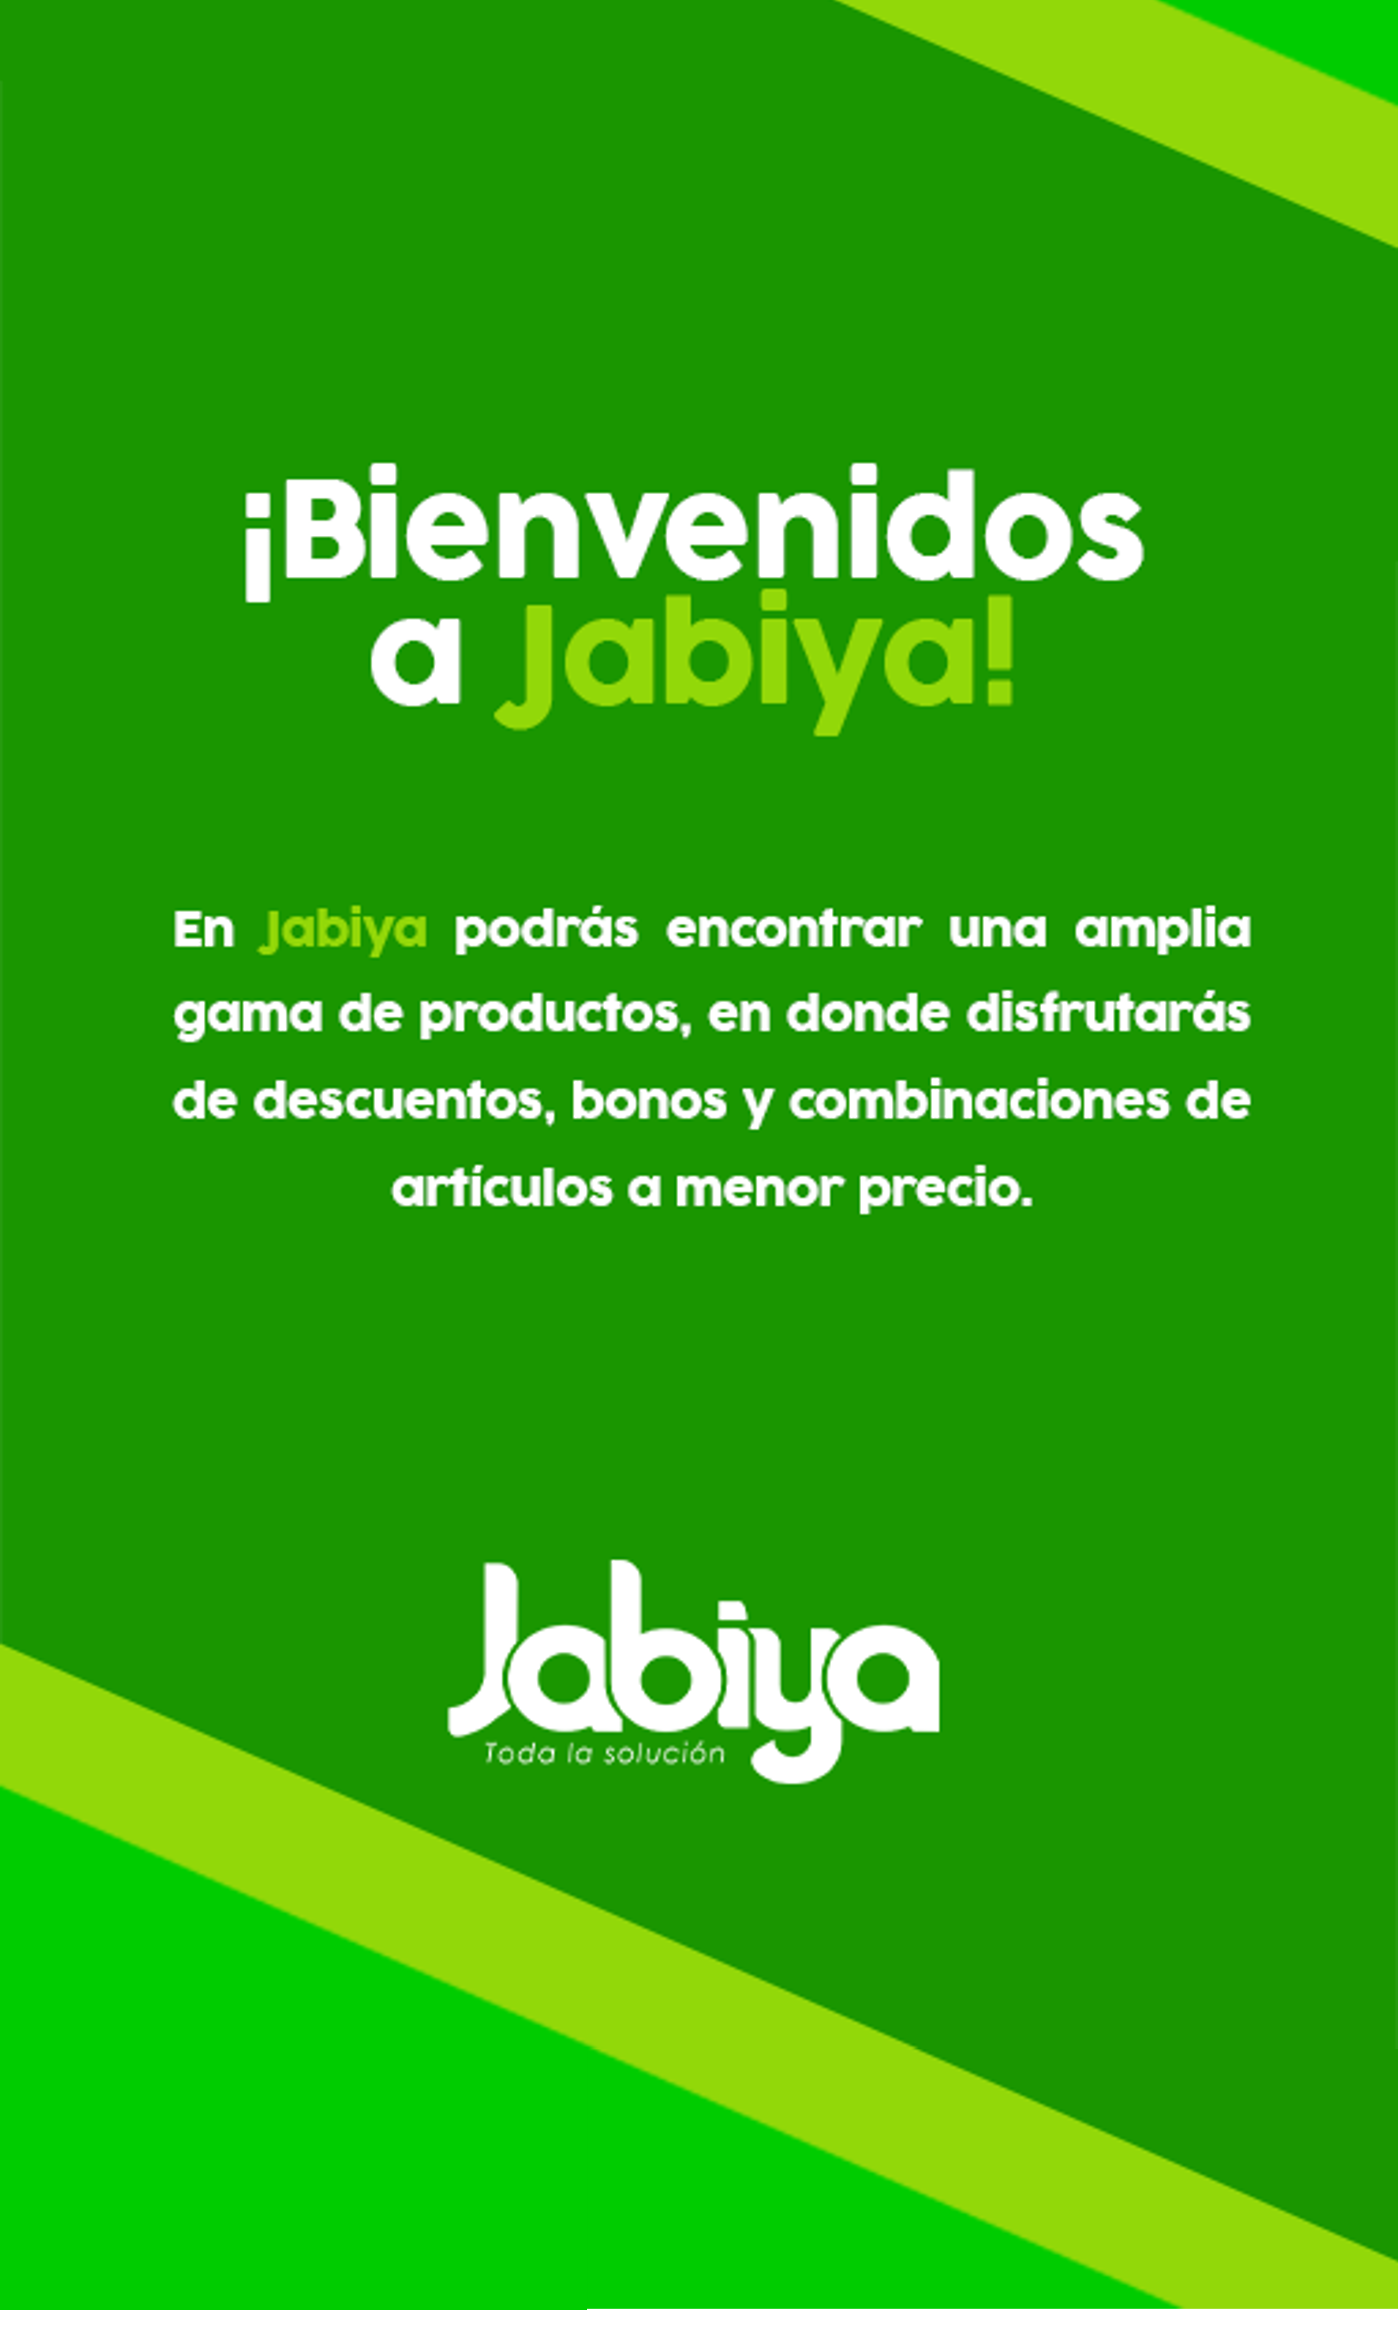 ¡Bienvenidos
a Jabiya!
En Jabiya podrás encontrar una amplia
gama de productos, en donde disfrutarás
de descuentos, bonos y combinaciones de
artículos a menor precio.
Jabiya
Toda la solución